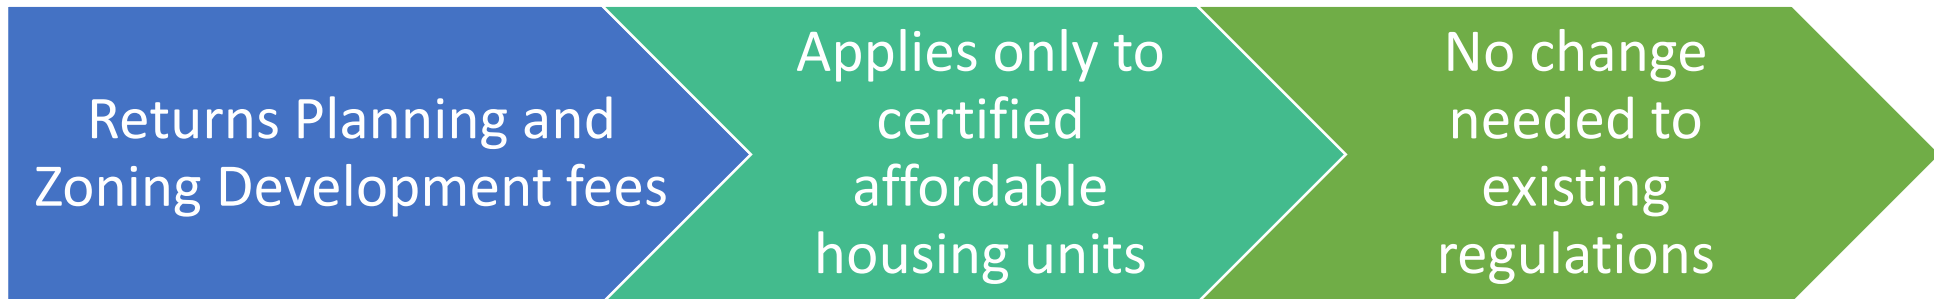 Returns Planning and
Zoning Development fees
Applies only to
certified
affordable
housing units
No change
needed to
existing
regulations